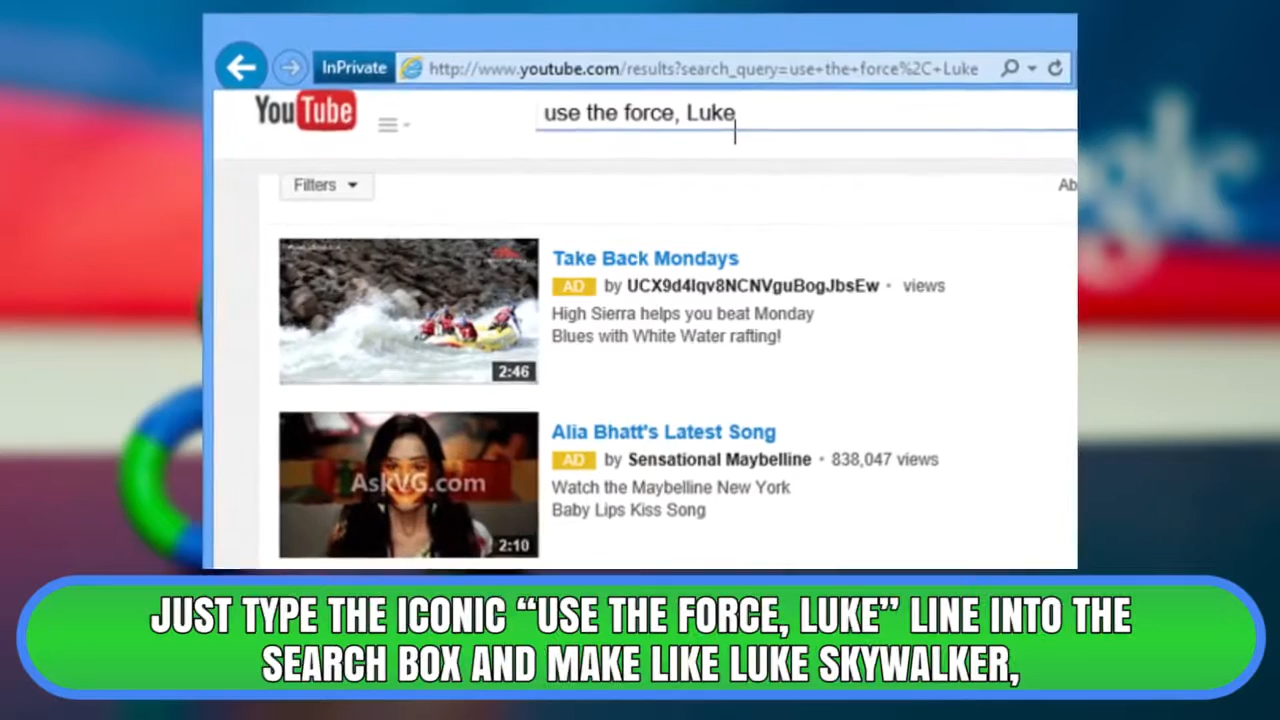 InPrivate
http://www.youtube.com/results?search_query=use+the+force%2C+Luke
YouTube
use the force, Luke
Filters
Ab
Take Back Mondays
AD by UCX9d4lqv8NCNVguBogJbsEw • views
High Sierra helps you beat Monday
Blues with White Water rafting!
2:46
Alia Bhatt's Latest Song
AD by Sensational Maybelline • 838,047 views
AskVG.com
Watch the Maybelline New York
Baby Lips Kiss Song
2:10
JUST TYPE THE ICONIC “USE THE FORCE, LUKE” LINE INTO THE
SEARCH BOX AND MAKE LIKE LUKE SKYWALKER,